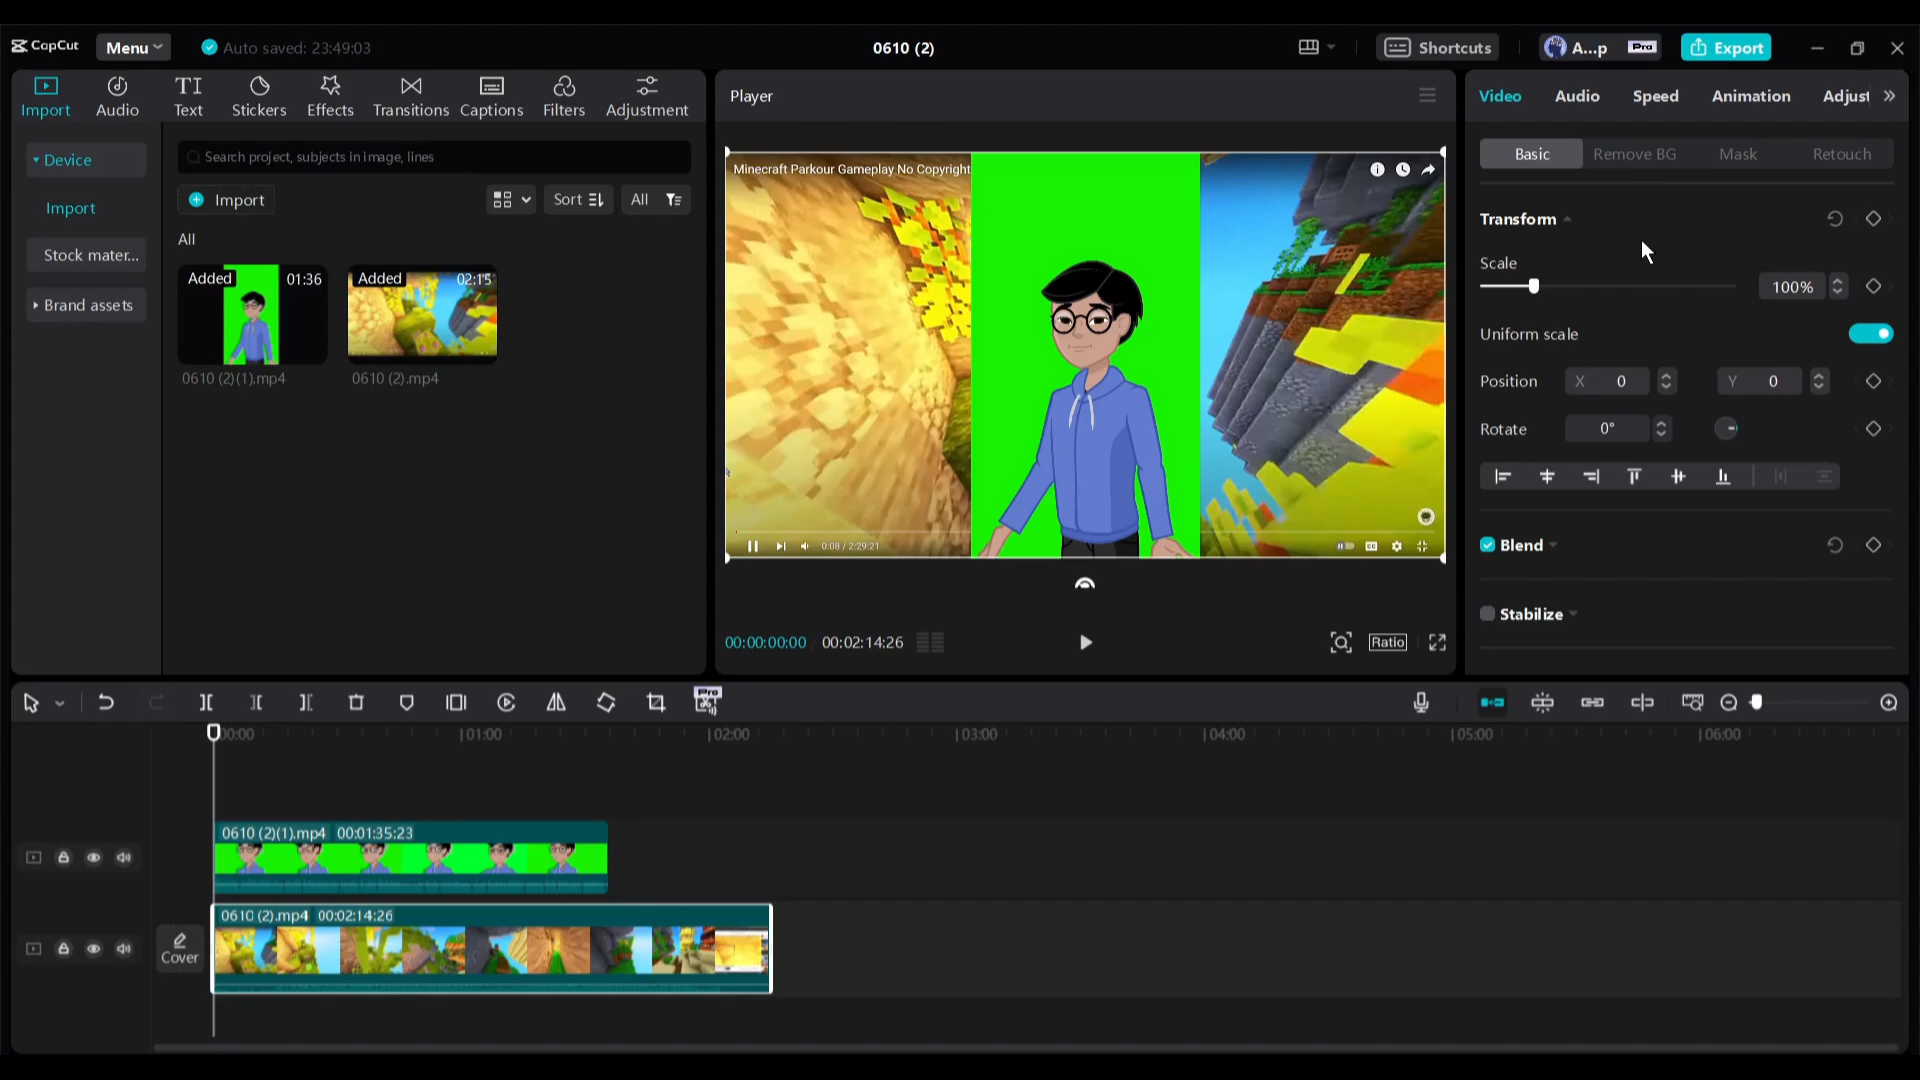 CapCut
Menu
Auto saved: 23:49:03
0610 (2)
Shortcuts
A...p
Pro
Export
Import
Audio
Text
Stickers
Effects
Transitions
Captions
Filters
Adjustment
Device
Import
Stock mater...
Brand assets
Search project, subjects in image, lines
Import
Sort
All
All
Added 01:36
0610 (2)(1).mp4
Added 02:15
0610 (2).mp4
Player
Minecraft Parkour Gameplay No Copyright
0:08 / 2:29:21
00:00:00:00 / 00:02:14:26
Ratio
Video
Audio
Speed
Animation
Adjust
Basic
Remove BG
Mask
Retouch
Transform
Scale
100%
Uniform scale
Position X 0 Y 0
Rotate 0°
Blend
Stabilize
Pro
00:00 01:00 02:00 03:00 04:00 05:00 06:00
0610 (2)(1).mp4 00:01:35:23
0610 (2).mp4 00:02:14:26
Cover